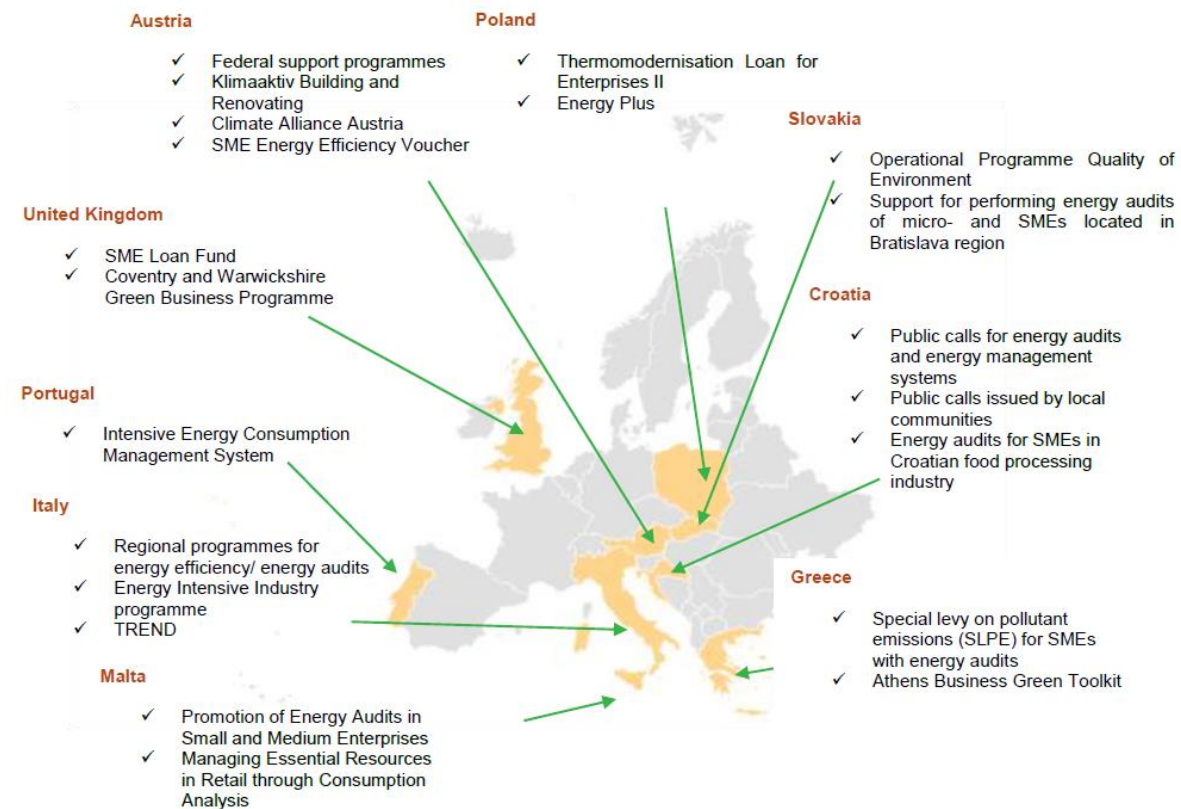 Austria
✓ Federal support programmes
✓ Klimaaktiv Building and
Renovating
✓ Climate Alliance Austria
✓ SME Energy Efficiency Voucher
Poland
✓ Thermomodernisation Loan for
Enterprises II
✓ Energy Plus
Slovakia
✓ Operational Programme Quality of
Environment
✓ Support for performing energy audits
of micro- and SMEs located in
Bratislava region
United Kingdom
✓ SME Loan Fund
✓ Coventry and Warwickshire
Green Business Programme
Croatia
✓ Public calls for energy audits
and energy management
systems
✓ Public calls issued by local
communities
✓ Energy audits for SMEs in
Croatian food processing
industry
Portugal
✓ Intensive Energy Consumption
Management System
Italy
✓ Regional programmes for
energy efficiency/ energy audits
✓ Energy Intensive Industry
programme
✓ TREND
Greece
✓ Special levy on pollutant
emissions (SLPE) for SMEs
with energy audits
✓ Athens Business Green Toolkit
Malta
✓ Promotion of Energy Audits in
Small and Medium Enterprises
✓ Managing Essential Resources
in Retail through Consumption
Analysis